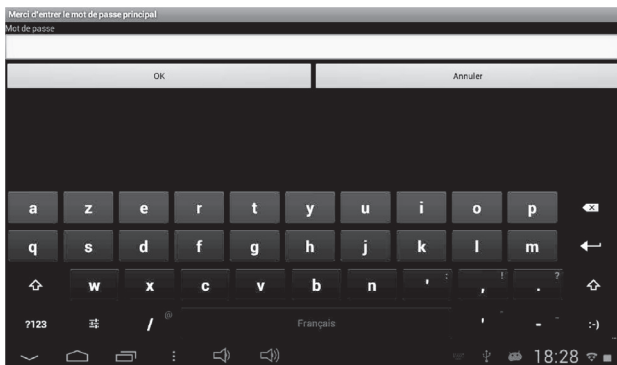 Merci d'entrer le mot de passe principal
Mot de passe
OK Annuler
a z e r t y u i o p
q s d f g h j k l m
w x c v b n ' : , ! . ?
?123 / @ Français ' - :-)
18:28